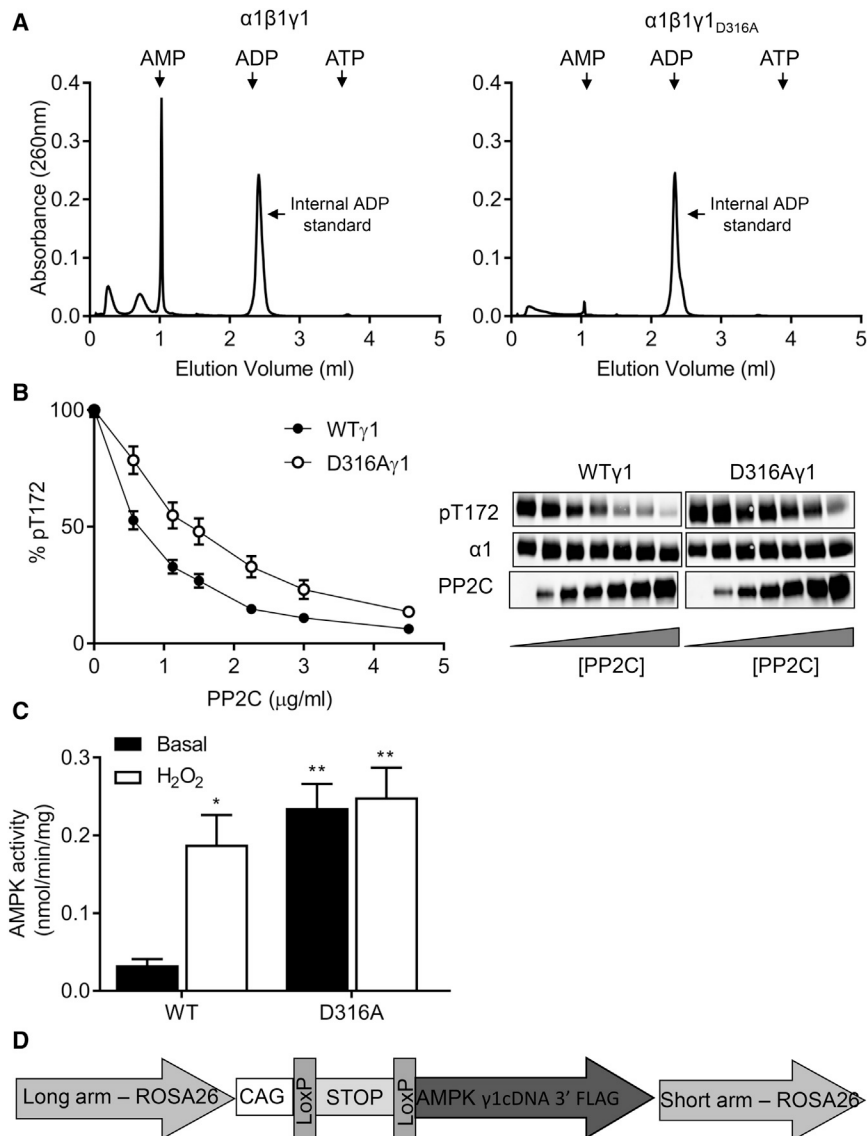 A
α1β1γ1
α1β1γ1D316A
AMP ADP ATP
AMP ADP ATP
0.4
0.3
0.2
0.1
0.0
Absorbance (260nm)
Internal ADP
standard
0 1 2 3 4 5
Elution Volume (ml)
0.4
0.3
0.2
0.1
0.0
Internal ADP
standard
0 1 2 3 4 5
Elution Volume (ml)
B
100
50
0
% pT172
WTγ1
D316Aγ1
0 1 2 3 4 5
PP2C (μg/ml)
WTγ1 D316Aγ1
pT172
α1
PP2C
[PP2C] [PP2C]
C
Basal
H2O2
0.3
0.2
0.1
0.0
AMPK activity
(nmol/min/mg)
* ** **
WT D316A
D
Long arm – ROSA26 CAG LoxP STOP LoxP AMPK γ1cDNA 3' FLAG Short arm – ROSA26